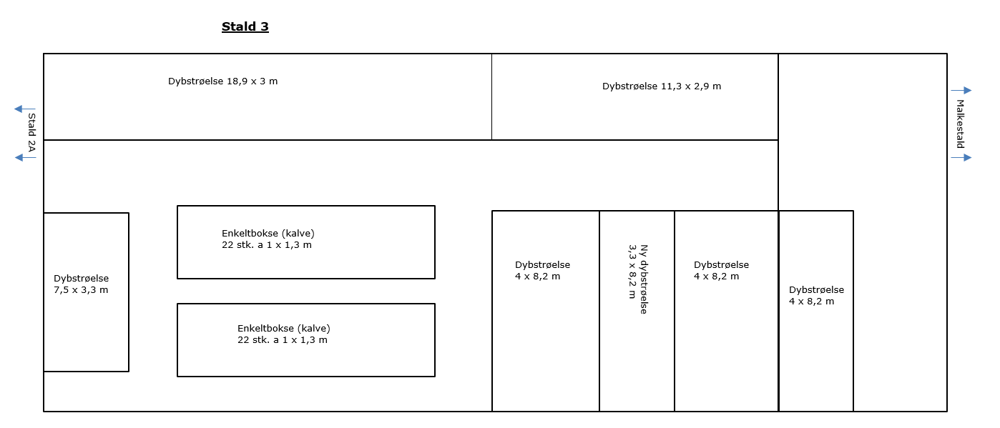 Stald 3
Dybstrøelse 18,9 x 3 m
Dybstrøelse 11,3 x 2,9 m
Stald 2A
Malkestald
Enkeltbokse (kalve)
22 stk. a 1 x 1,3 m
Dybstrøelse
7,5 x 3,3 m
Enkeltbokse (kalve)
22 stk. a 1 x 1,3 m
Dybstrøelse
4 x 8,2 m
Ny dybstrøelse
3,3 x 8,2 m
Dybstrøelse
4 x 8,2 m
Dybstrøelse
4 x 8,2 m